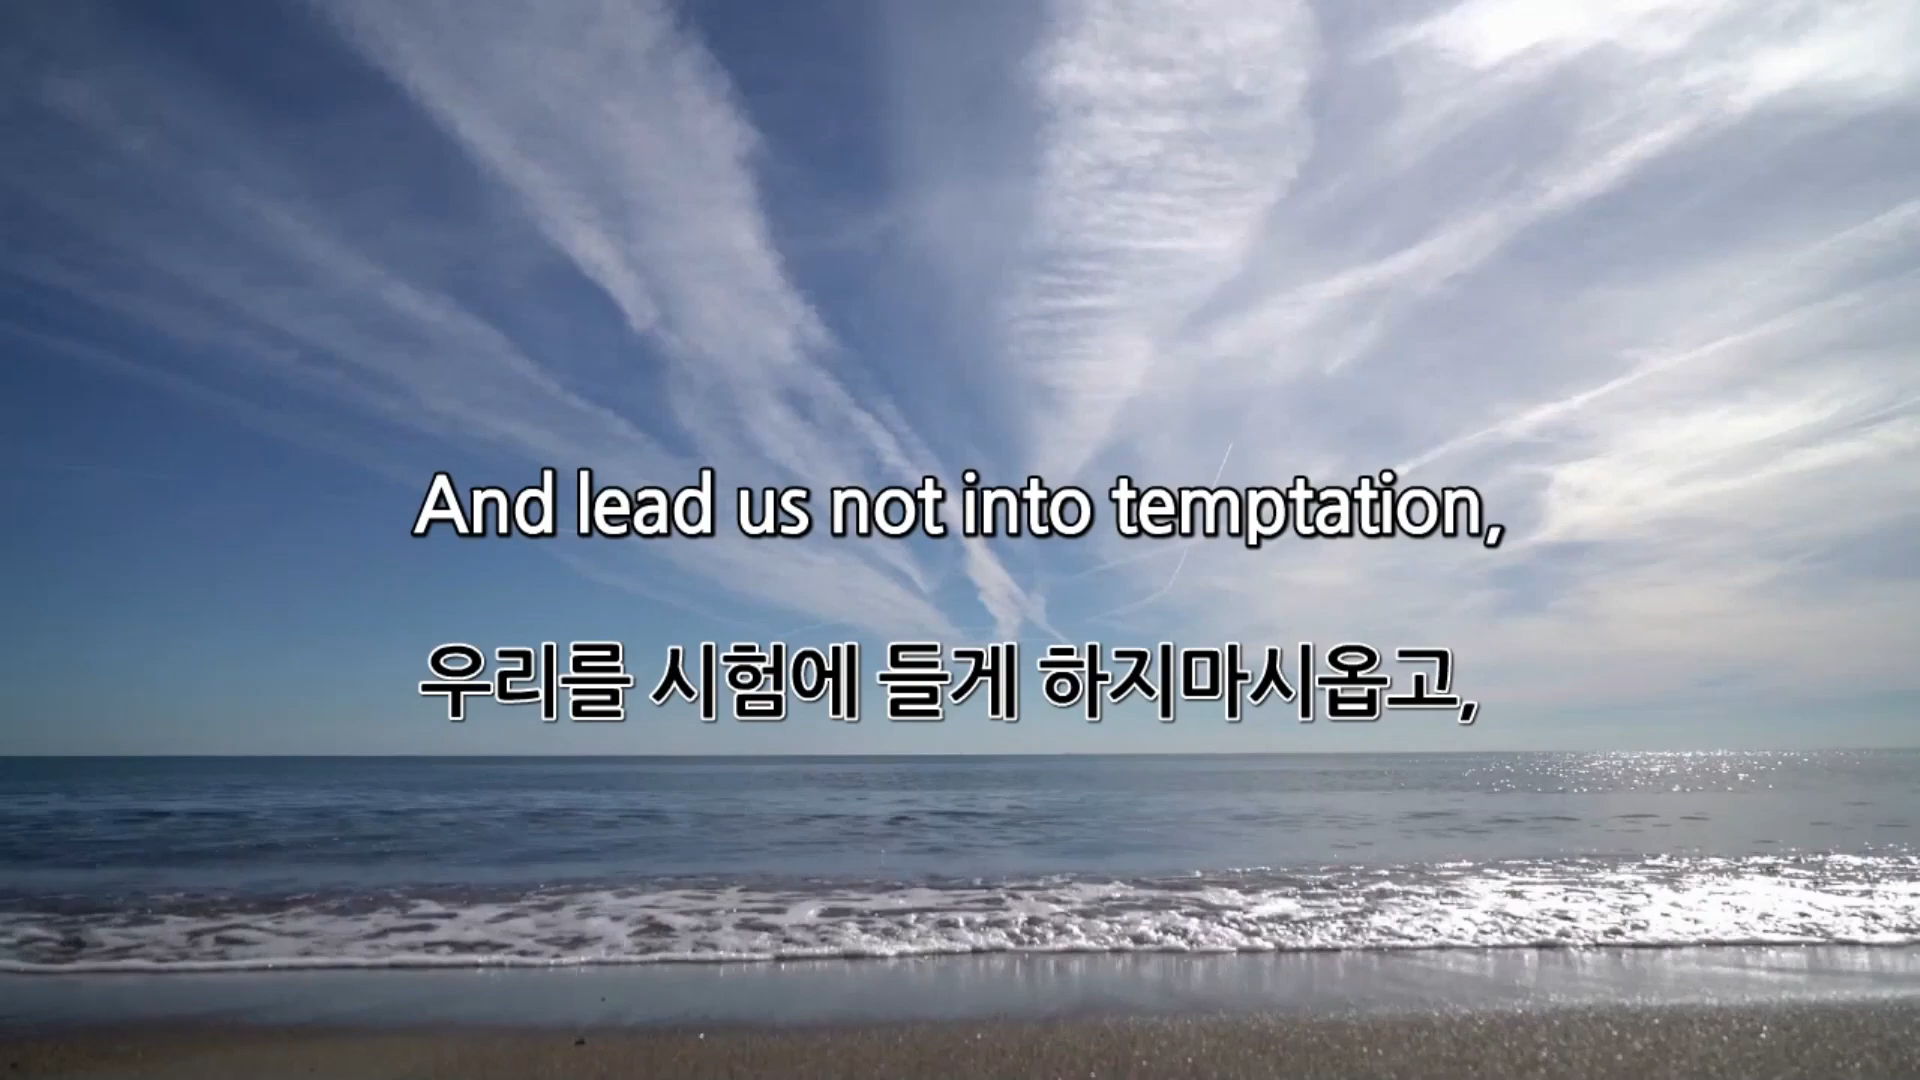 And lead us not into temptation,
우리를 시험에 들게 하지마시옵고,